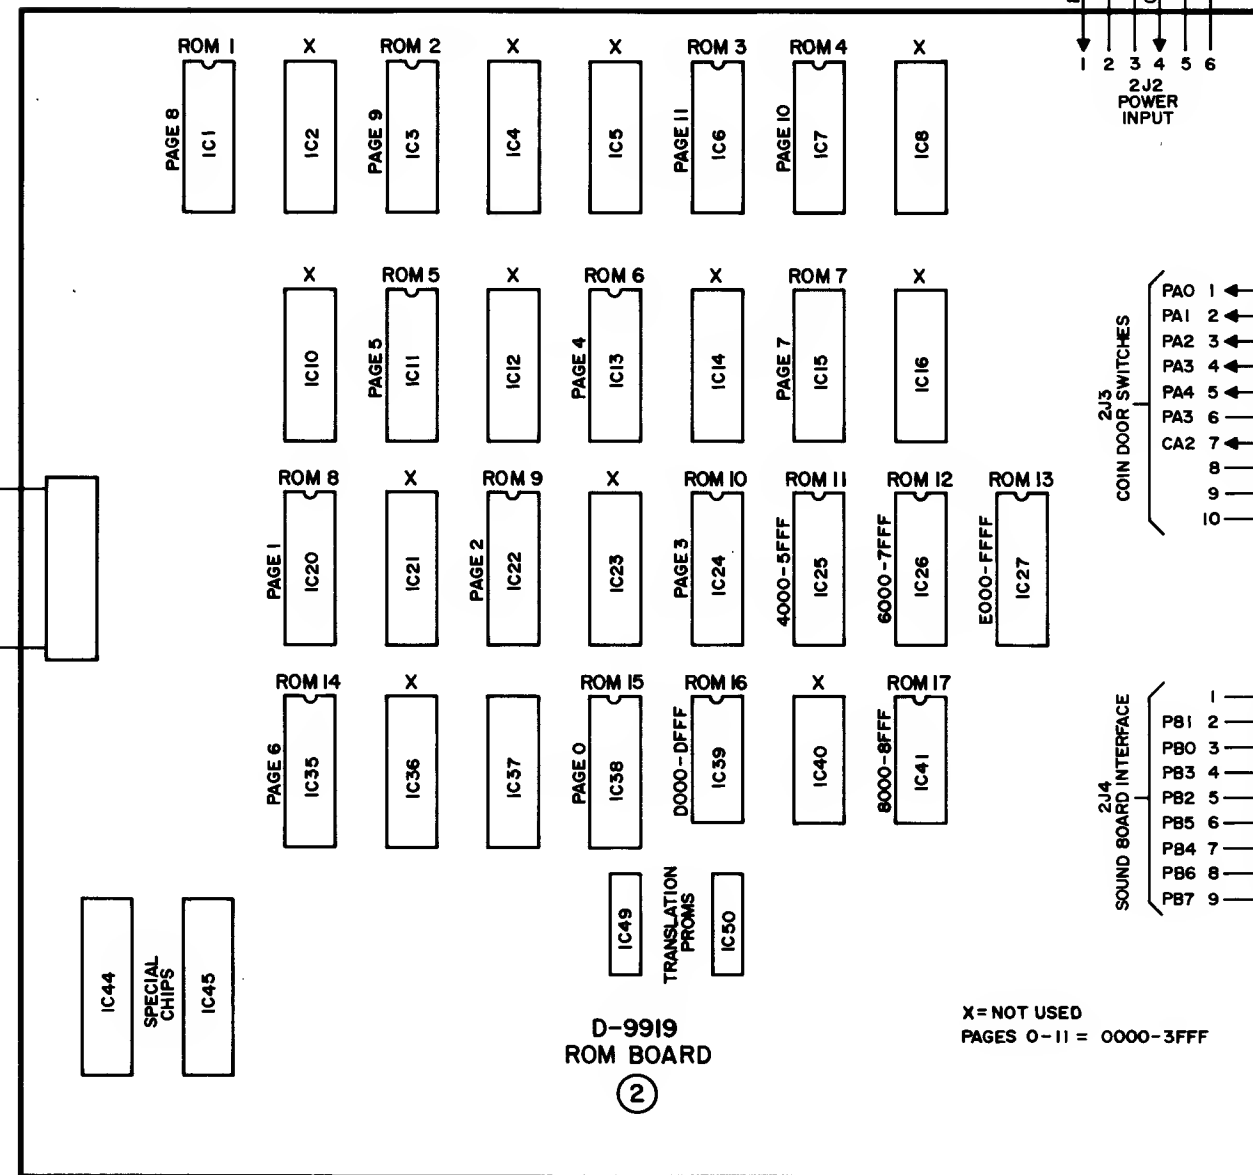 1 2 3 4 5 6
2J2
POWER
INPUT
ROM 1 X ROM 2 X X ROM 3 ROM 4 X
PAGE 8 IC1 IC2 PAGE 9 IC3 IC4 IC5 PAGE 11 IC6 PAGE 10 IC7 IC8
X ROM 5 X ROM 6 X ROM 7 X
IC10 PAGE 5 IC11 IC12 PAGE 4 IC13 IC14 PAGE 7 IC15 IC16
ROM 8 X ROM 9 X ROM 10 ROM 11 ROM 12 ROM 13
PAGE 1 IC20 IC21 PAGE 2 IC22 IC23 PAGE 3 IC24 4000-5FFF IC25 6000-7FFF IC26 E000-FFFF IC27
ROM 14 X ROM 15 ROM 16 X ROM 17
PAGE 6 IC35 IC36 IC37 PAGE 0 IC38 D000-DFFF IC39 IC40 8000-8FFF IC41
IC49 TRANSLATION
PROMS IC50
IC44 SPECIAL
CHIPS IC45
D-9919
ROM BOARD
2
X= NOT USED
PAGES 0-11 = 0000-3FFF
2J3
COIN DOOR SWITCHES
PA0 1
PA1 2
PA2 3
PA3 4
PA4 5
PA3 6
CA2 7
8
9
10
2J4
SOUND BOARD INTERFACE
1
PB1 2
PB0 3
PB3 4
PB2 5
PB5 6
PB4 7
PB6 8
PB7 9